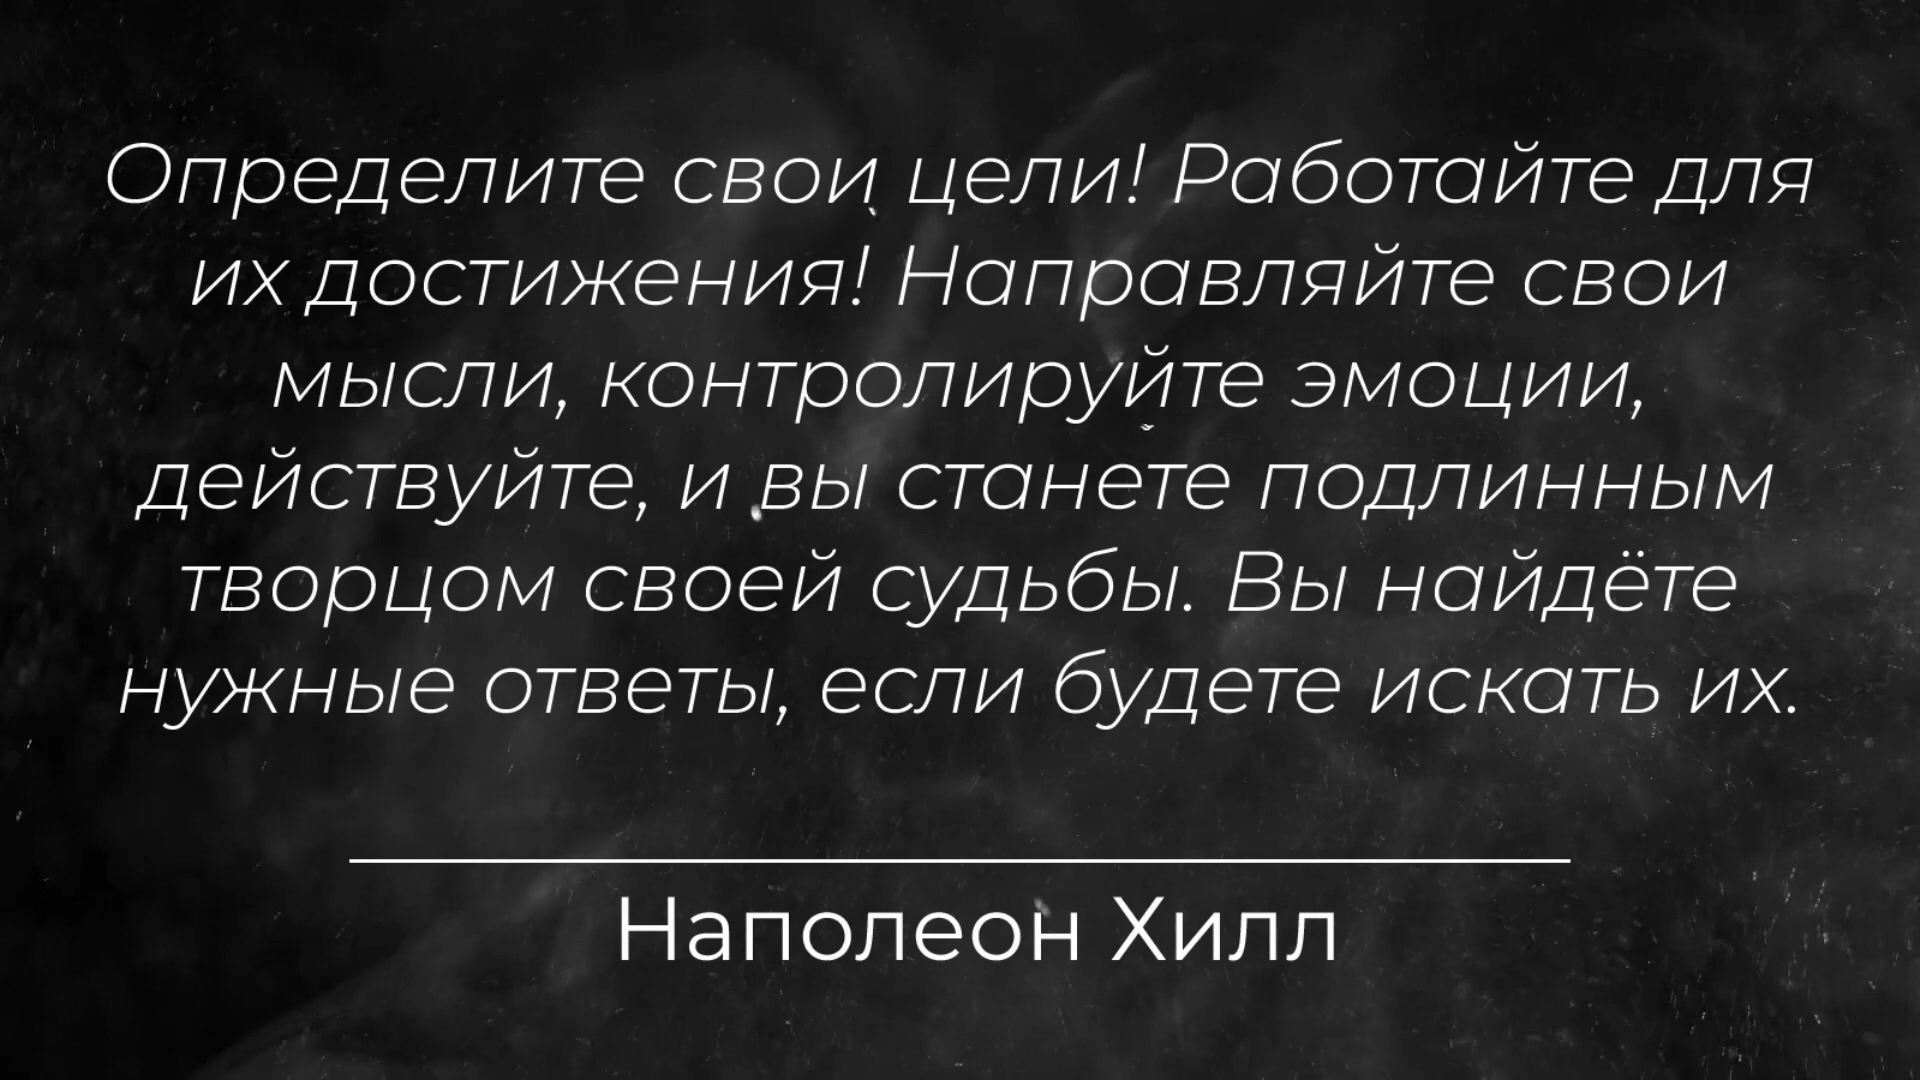 Определите свои цели! Работайте для
их достижения! Направляйте свои
мысли, контролируйте эмоции,
действуйте, и вы станете подлинным
творцом своей судьбы. Вы найдёте
нужные ответы, если будете искать их.
Наполеон Хилл